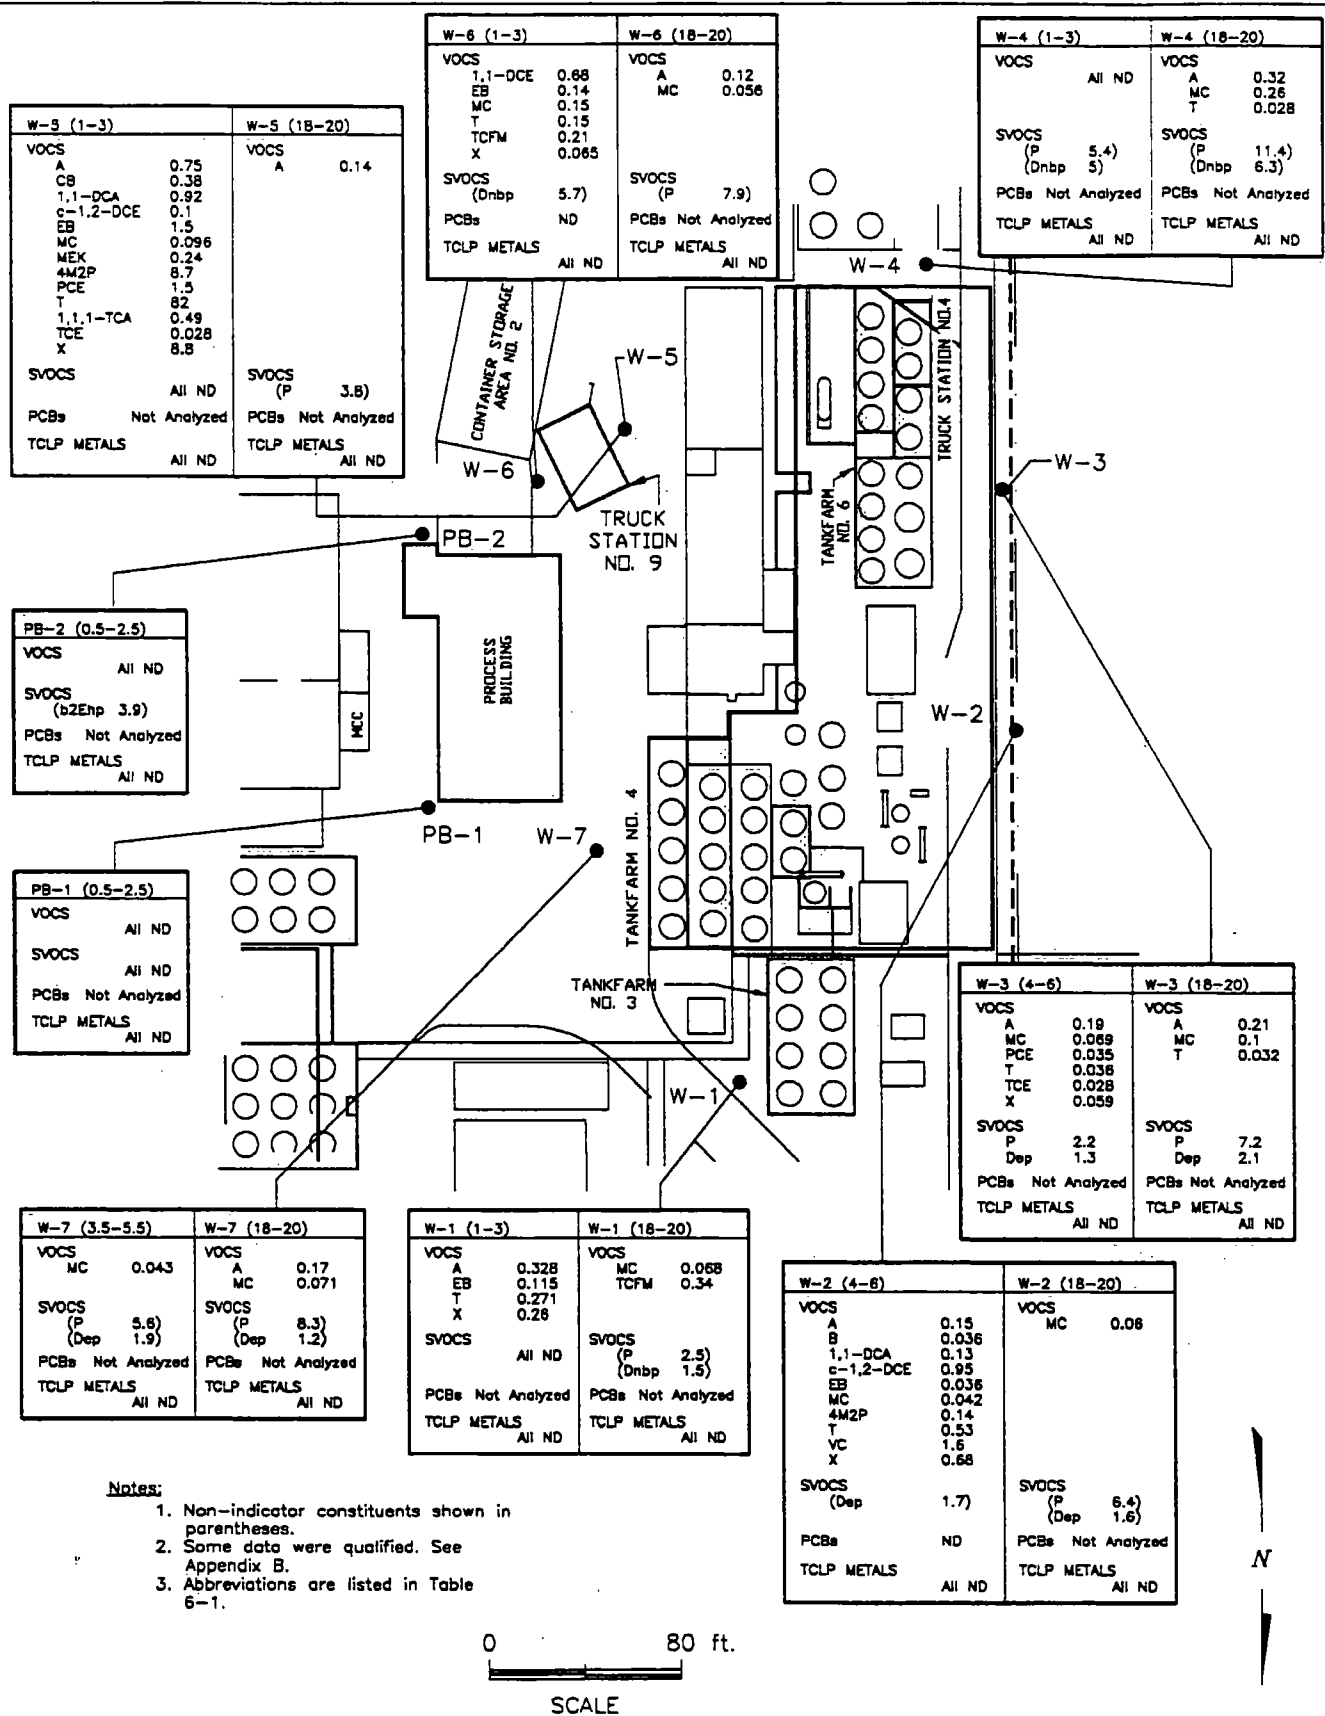 W-6 (1-3) W-6 (18-20)
VOCS VOCS
1,1-DCE 0.68 A 0.12
EB 0.14 MC 0.056
MC 0.15
T 0.15
TCFM 0.21
X 0.065
SVOCS SVOCS
(Dnbp 5.7) (P 7.9)
PCBs ND PCBs Not Analyzed
TCLP METALS TCLP METALS
All ND All ND
W-4 (1-3) W-4 (18-20)
VOCS VOCS
All ND A 0.32
MC 0.26
T 0.028
SVOCS SVOCS
(P 5.4) (P 11.4)
(Dnbp 5) (Dnbp 6.3)
PCBs Not Analyzed PCBs Not Analyzed
TCLP METALS TCLP METALS
All ND All ND
W-5 (1-3) W-5 (18-20)
VOCS VOCS
A 0.75 A 0.14
CB 0.38
1,1-DCA 0.92
c-1,2-DCE 0.1
EB 1.5
MC 0.096
MEK 0.24
4M2P 8.7
PCE 1.5
T 82
1,1,1-TCA 0.49
TCE 0.028
X 8.8
SVOCS SVOCS
All ND (P 3.8)
PCBs Not Analyzed PCBs Not Analyzed
TCLP METALS TCLP METALS
All ND All ND
W-4
CONTAINER STORAGE
AREA NO. 2
W-5
TRUCK STATION NO.4
W-6
W-3
TRUCK
STATION
NO. 9
TANKFARM
NO. 6
PB-2
PB-2 (0.5-2.5)
VOCS
All ND
SVOCS
(b2Ehp 3.9)
PCBs Not Analyzed
TCLP METALS
All ND
PROCESS
BUILDING
MCC
W-2
TANKFARM NO. 4
PB-1
W-7
PB-1 (0.5-2.5)
VOCS
All ND
SVOCS
All ND
PCBs Not Analyzed
TCLP METALS
All ND
TANKFARM
NO. 3
W-1
W-3 (4-6) W-3 (18-20)
VOCS VOCS
A 0.19 A 0.21
MC 0.069 MC 0.1
PCE 0.035 T 0.032
T 0.036
TCE 0.028
X 0.059
SVOCS SVOCS
P 2.2 P 7.2
Dep 1.3 Dep 2.1
PCBs Not Analyzed PCBs Not Analyzed
TCLP METALS TCLP METALS
All ND All ND
W-7 (3.5-5.5) W-7 (18-20)
VOCS VOCS
MC 0.043 A 0.17
MC 0.071
SVOCS SVOCS
(P 5.6) (P 8.3)
(Dep 1.9) (Dep 1.2)
PCBs Not Analyzed PCBs Not Analyzed
TCLP METALS TCLP METALS
All ND All ND
W-1 (1-3) W-1 (18-20)
VOCS VOCS
A 0.328 MC 0.068
EB 0.115 TCFM 0.34
T 0.271
X 0.26
SVOCS SVOCS
All ND (P 2.5)
(Dnbp 1.5)
PCBs Not Analyzed PCBs Not Analyzed
TCLP METALS TCLP METALS
All ND All ND
W-2 (4-6) W-2 (18-20)
VOCS VOCS
A 0.15 MC 0.06
B 0.036
1,1-DCA 0.13
c-1,2-DCE 0.95
EB 0.036
MC 0.042
4M2P 0.14
T 0.53
VC 1.6
X 0.68
SVOCS SVOCS
(Dep 1.7) (P 6.4)
(Dep 1.6)
PCBs ND PCBs Not Analyzed
TCLP METALS TCLP METALS
All ND All ND
Notes:
1. Non-indicator constituents shown in
parentheses.
2. Some data were qualified. See
Appendix B.
3. Abbreviations are listed in Table
6-1.
N
0 80 ft.
SCALE